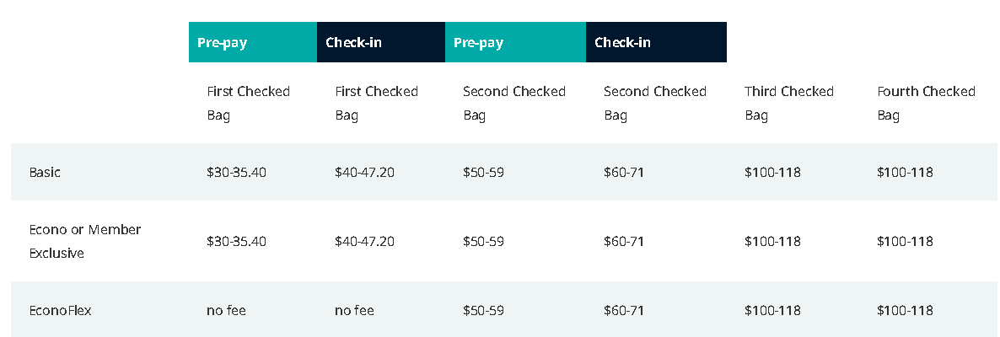 Pre-pay Check-in Pre-pay Check-in
First Checked First Checked Second Checked Second Checked Third Checked Fourth Checked
Bag Bag Bag Bag Bag Bag
Basic $30-35.40 $40-47.20 $50-59 $60-71 $100-118 $100-118
Econo or Member
Exclusive $30-35.40 $40-47.20 $50-59 $60-71 $100-118 $100-118
EconoFlex no fee no fee $50-59 $60-71 $100-118 $100-118